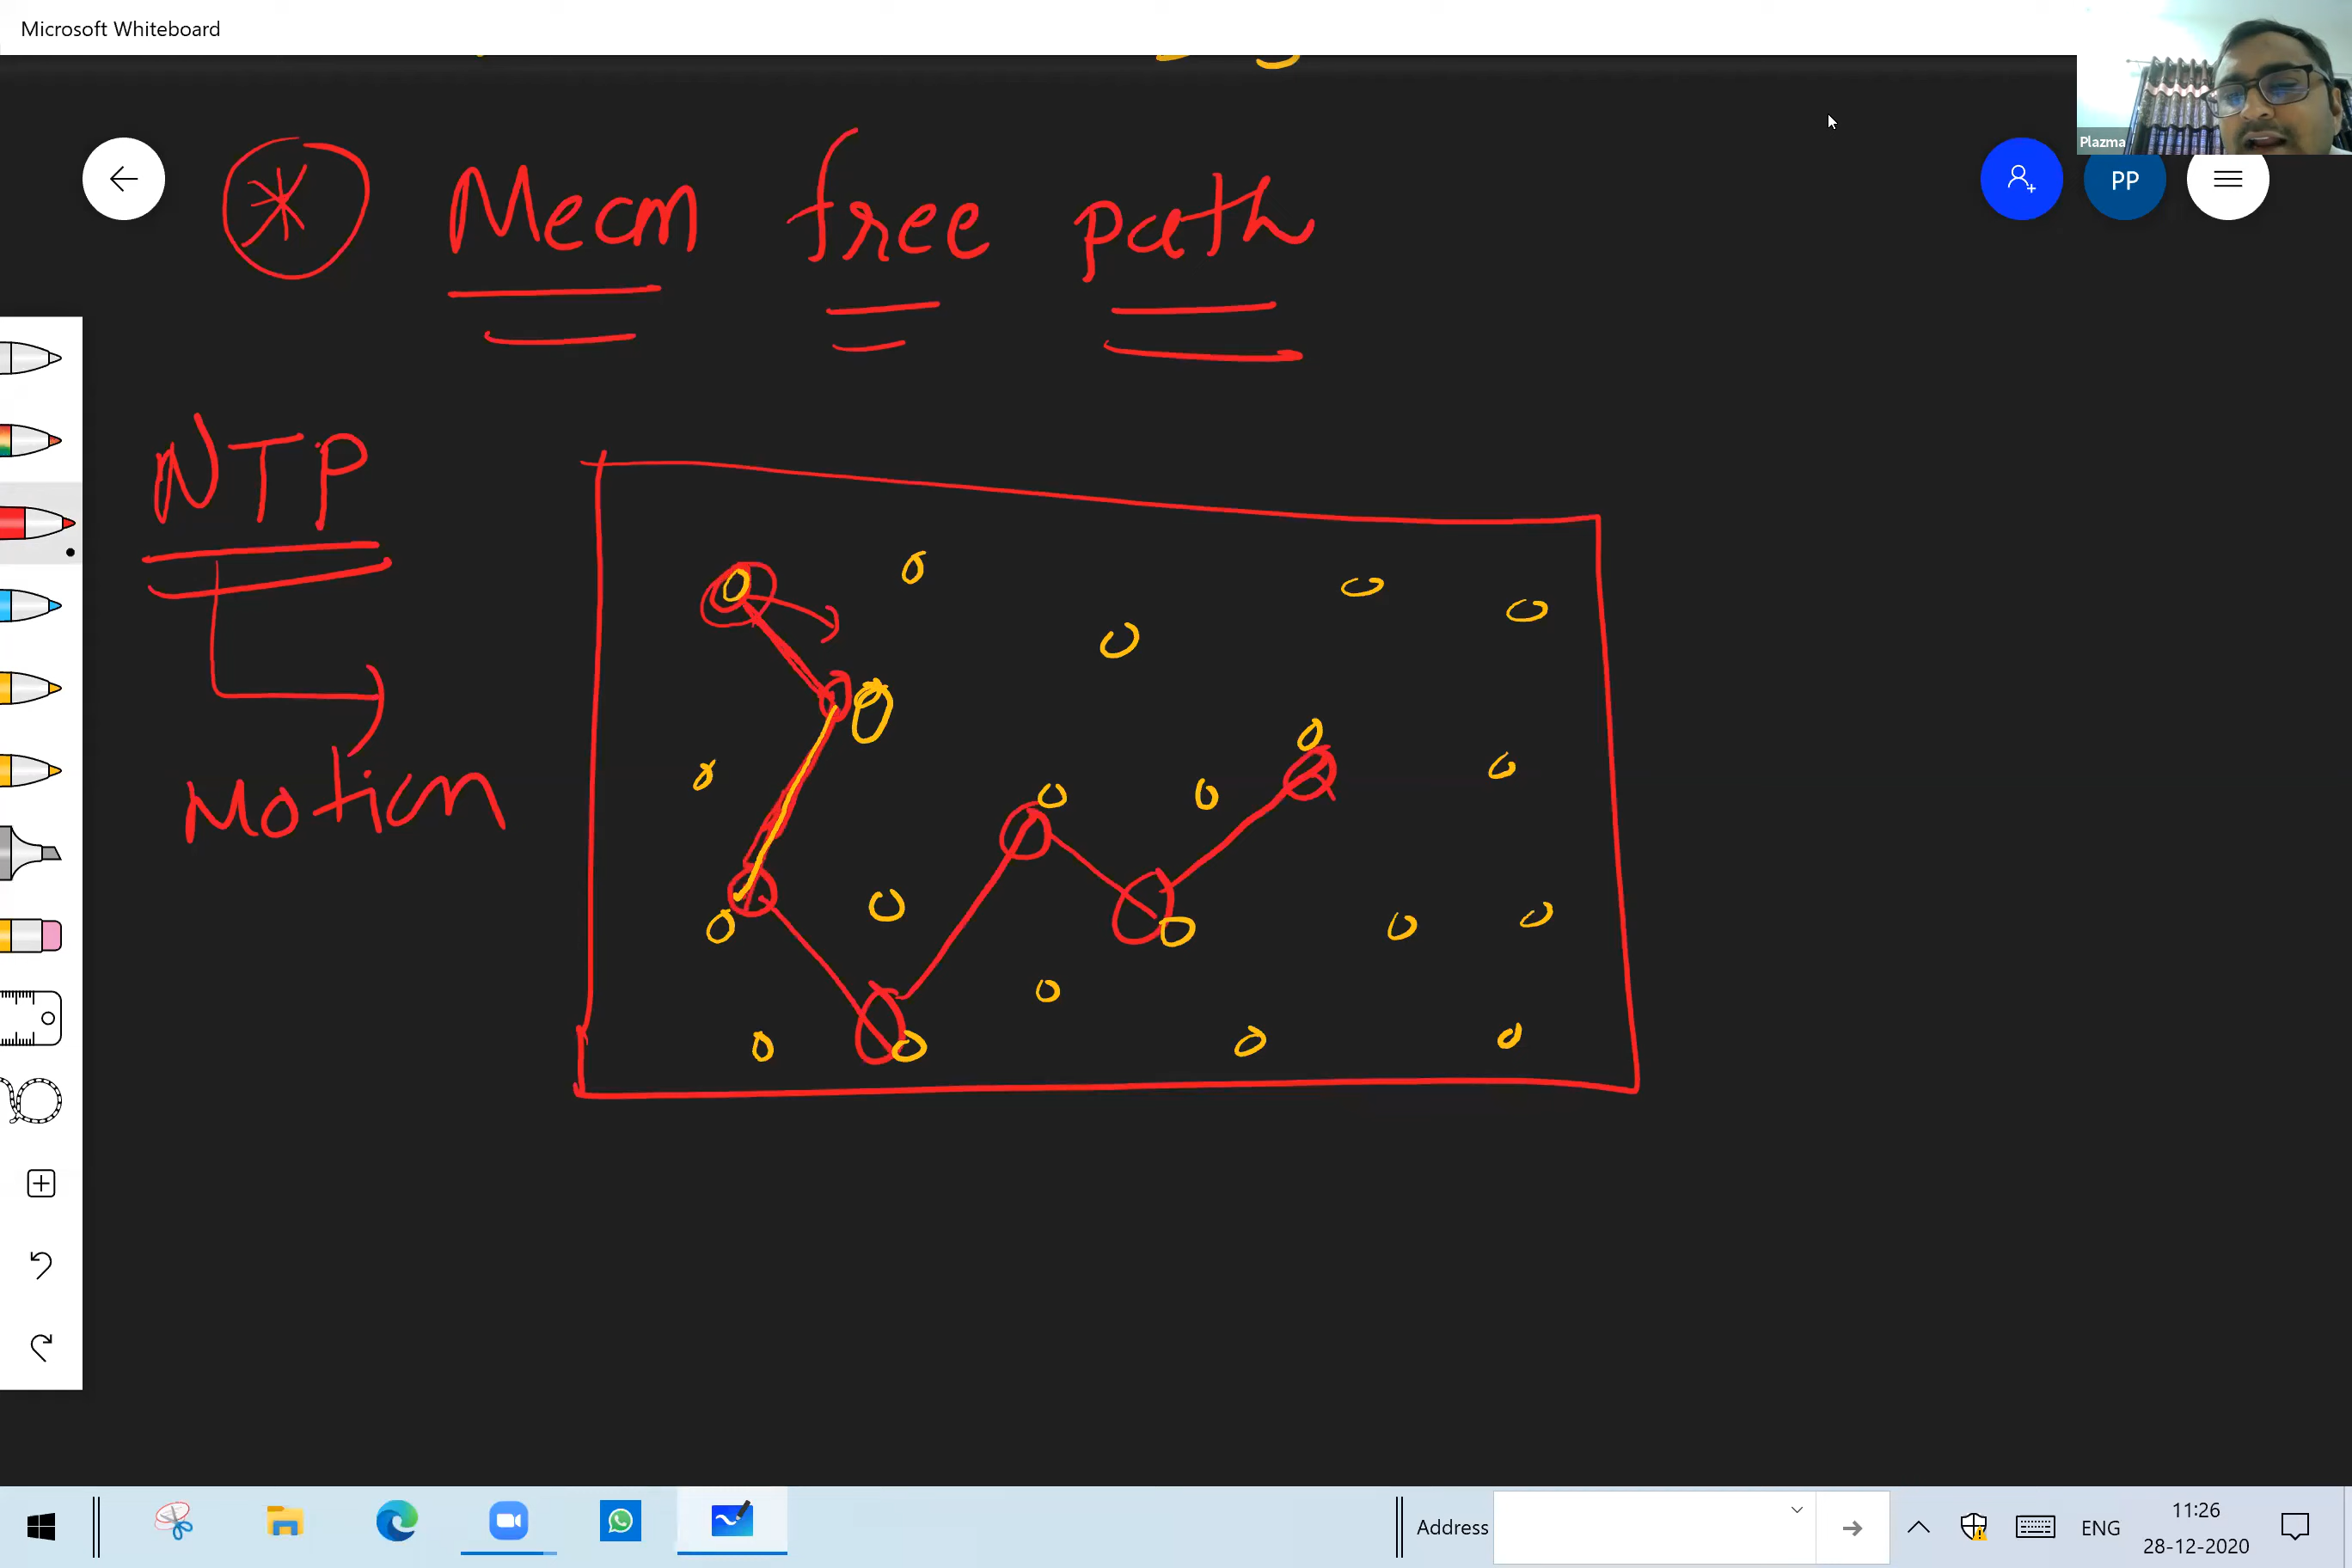 Microsoft Whiteboard
Plazma
PP
Mean free path
NTP
Motion
Address
ENG
11:26
28-12-2020